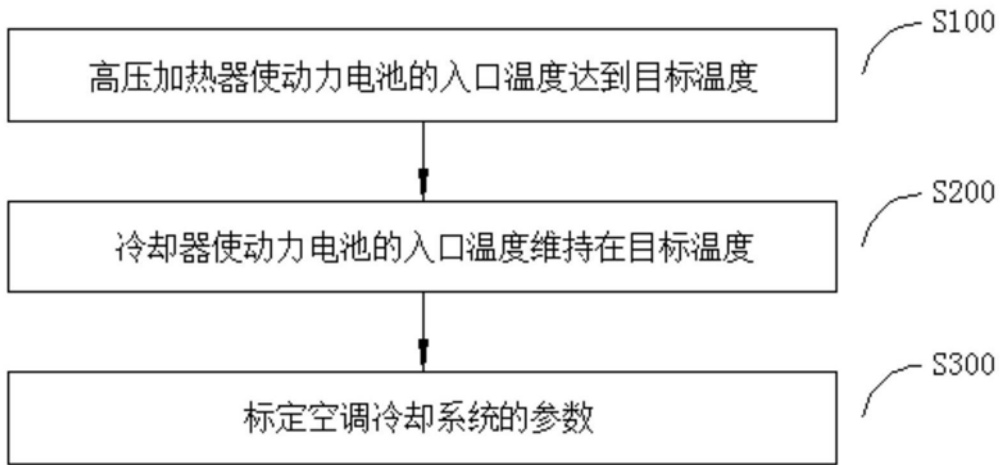 S100
高压加热器使动力电池的入口温度达到目标温度
S200
冷却器使动力电池的入口温度维持在目标温度
S300
标定空调冷却系统的参数